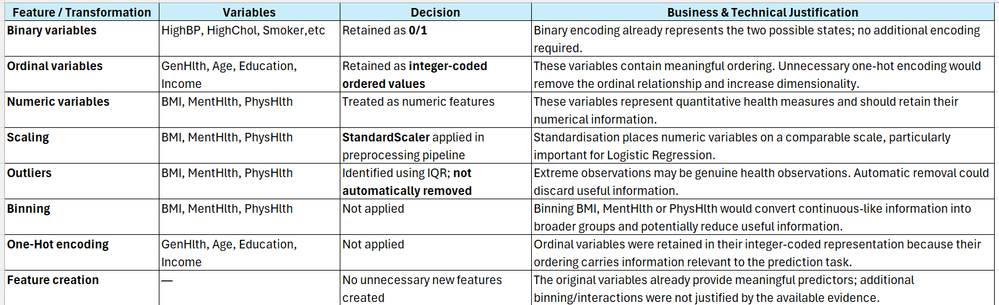 Feature / Transformation Variables Decision Business & Technical Justification
Binary variables HighBP, HighChol, Smoker,etc Retained as 0/1 Binary encoding already represents the two possible states; no additional encoding
required.
Ordinal variables GenHlth, Age, Education, Retained as integer-coded These variables contain meaningful ordering. Unnecessary one-hot encoding would
Income ordered values remove the ordinal relationship and increase dimensionality.
Numeric variables BMI, MentHlth, PhysHlth Treated as numeric features These variables represent quantitative health measures and should retain their
numerical information.
Scaling BMI, MentHlth, PhysHlth StandardScaler applied in Standardisation places numeric variables on a comparable scale, particularly
preprocessing pipeline important for Logistic Regression.
Outliers BMI, MentHlth, PhysHlth Identified using IQR; not Extreme observations may be genuine health observations. Automatic removal could
automatically removed discard useful information.
Binning BMI, MentHlth, PhysHlth Not applied Binning BMI, MentHlth or PhysHlth would convert continuous-like information into
broader groups and potentially reduce useful information.
One-Hot encoding GenHlth, Age, Education, Not applied Ordinal variables were retained in their integer-coded representation because their
Income ordering carries information relevant to the prediction task.
Feature creation — No unnecessary new features The original variables already provide meaningful predictors; additional
created binning/interactions were not justified by the available evidence.